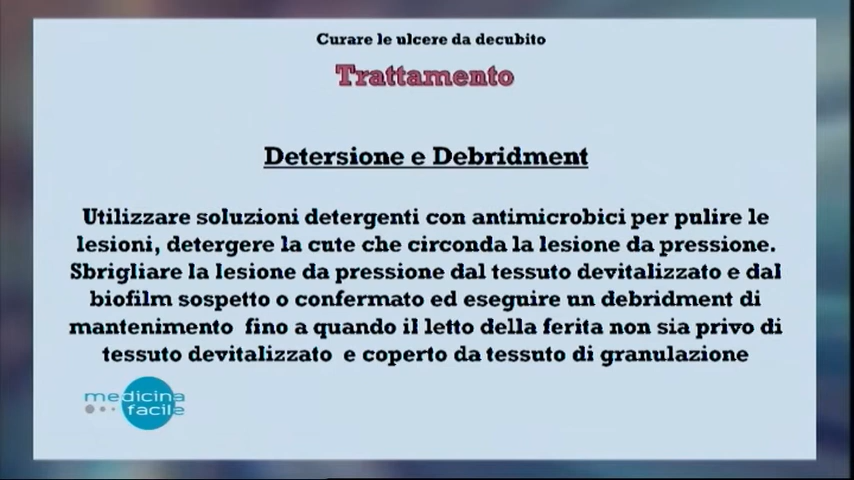 Curare le ulcere da decubito
Trattamento
Detersione e Debridment
Utilizzare soluzioni detergenti con antimicrobici per pulire le
lesioni, detergere la cute che circonda la lesione da pressione.
Sbrigliare la lesione da pressione dal tessuto devitalizzato e dal
biofilm sospetto o confermato ed eseguire un debridment di
mantenimento fino a quando il letto della ferita non sia privo di
tessuto devitalizzato e coperto da tessuto di granulazione
medicina
facile